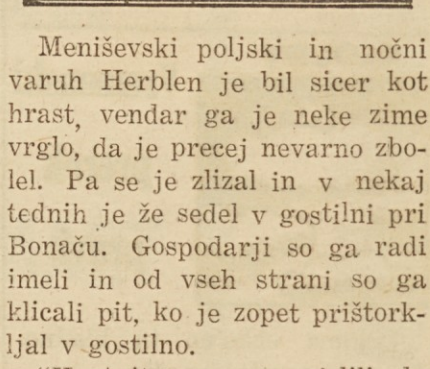 Meniševski poljski in nočni
varuh Herblen je bil sicer kot
hrast, vendar ga je neke zime
vrglo, da je precej nevarno zbo-
lel. Pa se je zlizal in v nekaj
tednih je že sedel v gostilni pri
Bonaču. Gospodarji so ga radi
imeli in od vseh strani so ga
klicali pit, ko je zopet prištork-
ljal v gostilno.